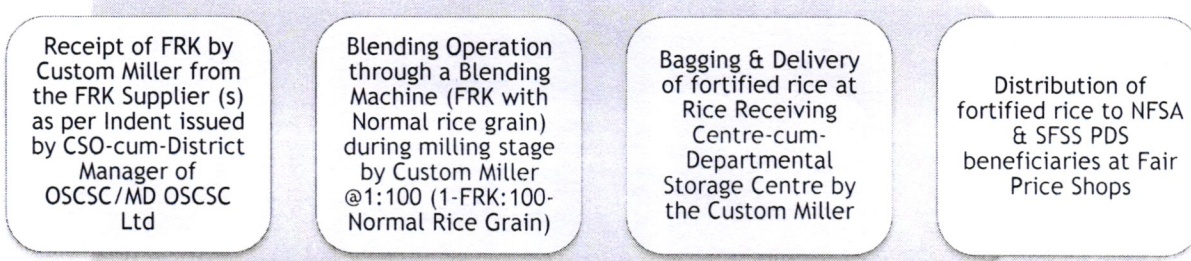 Receipt of FRK by
Custom Miller from
the FRK Supplier (s)
as per Indent issued
by CSO-cum-District
Manager of
OSCSC/MD OSCSC
Ltd
Blending Operation
through a Blending
Machine (FRK with
Normal rice grain)
during milling stage
by Custom Miller
@1:100 (1-FRK:100-
Normal Rice Grain)
Bagging & Delivery
of fortified rice at
Rice Receiving
Centre-cum-
Departmental
Storage Centre by
the Custom Miller
Distribution of
fortified rice to NFSA
& SFSS PDS
beneficiaries at Fair
Price Shops